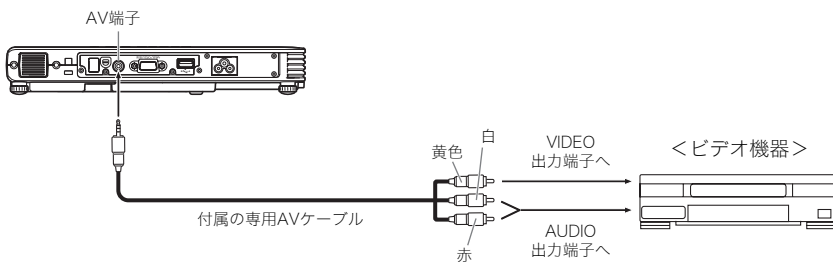 AV端子
白
黄色
VIDEO
出力端子へ
＜ビデオ機器＞
付属の専用AVケーブル
赤
AUDIO
出力端子へ